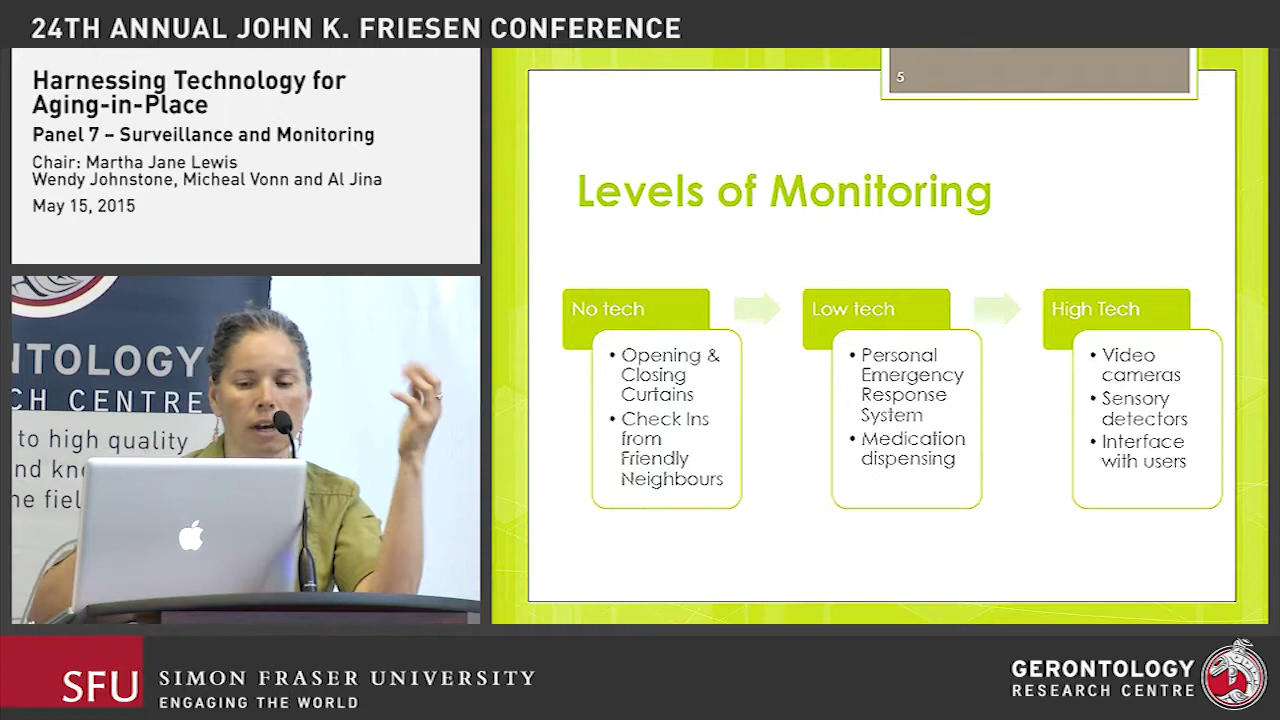 24TH ANNUAL JOHN K. FRIESEN CONFERENCE
Harnessing Technology for
Aging-in-Place
Panel 7 – Surveillance and Monitoring
Chair: Martha Jane Lewis
Wendy Johnstone, Micheal Vonn and Al Jina
May 15, 2015
NTOLOGY
CH CENTRE
to high quality
nd kno
ne fiel
5
Levels of Monitoring
No tech
• Opening &
Closing
Curtains
• Check Ins
from
Friendly
Neighbours
Low tech
• Personal
Emergency
Response
System
• Medication
dispensing
High Tech
• Video
cameras
• Sensory
detectors
• Interface
with users
SFU
SIMON FRASER UNIVERSITY
ENGAGING THE WORLD
GERONTOLOGY
RESEARCH CENTRE